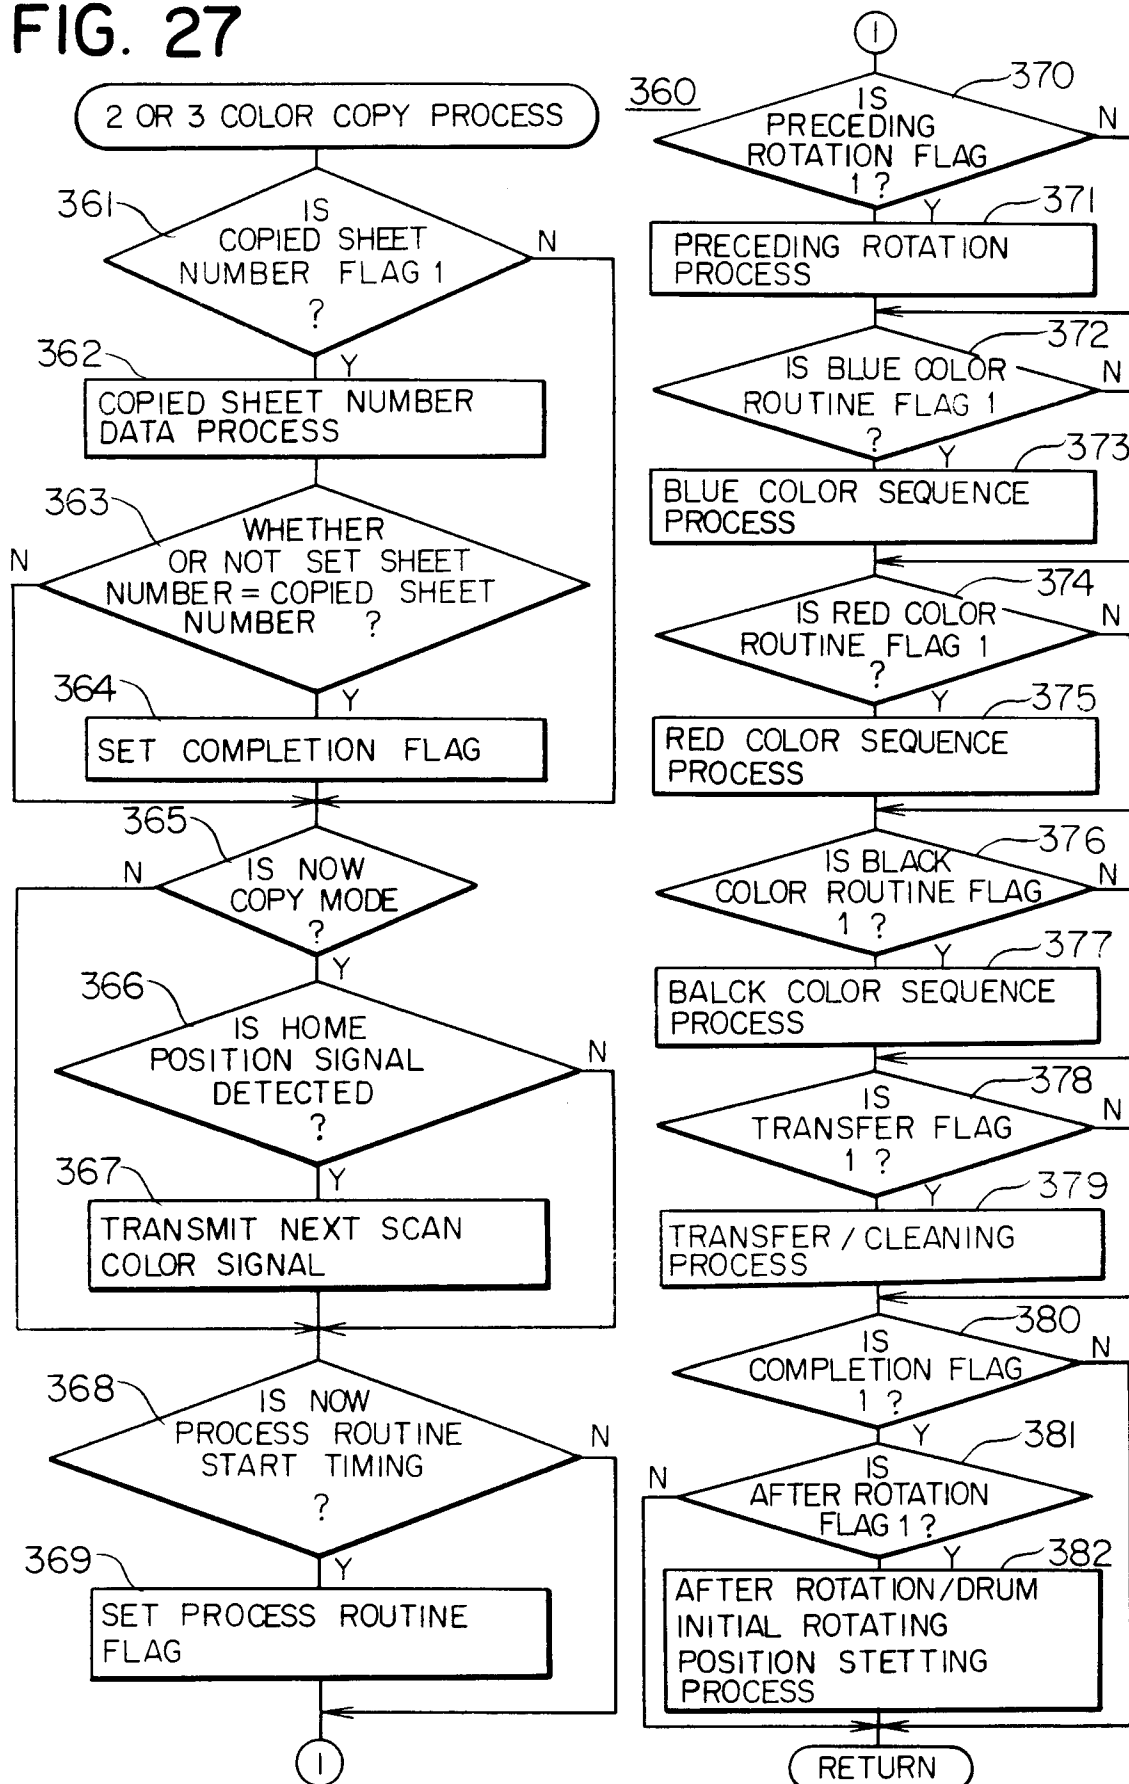 FIG. 27
2 OR 3 COLOR COPY PROCESS
361
IS
COPIED SHEET
NUMBER FLAG 1
?
N
Y
362
COPIED SHEET NUMBER
DATA PROCESS
363
WHETHER
OR NOT SET SHEET
NUMBER = COPIED SHEET
NUMBER ?
N
Y
364
SET COMPLETION FLAG
365
IS NOW
COPY MODE
?
N
Y
366
IS HOME
POSITION SIGNAL
DETECTED
?
N
Y
367
TRANSMIT NEXT SCAN
COLOR SIGNAL
368
IS NOW
PROCESS ROUTINE
START TIMING
?
N
Y
369
SET PROCESS ROUTINE
FLAG
1
1
360
370
IS
PRECEDING
ROTATION FLAG
1 ?
N
Y
371
PRECEDING ROTATION
PROCESS
372
IS BLUE COLOR
ROUTINE FLAG 1
?
N
Y
373
BLUE COLOR SEQUENCE
PROCESS
374
IS RED COLOR
ROUTINE FLAG 1
?
N
Y
375
RED COLOR SEQUENCE
PROCESS
376
IS BLACK
COLOR ROUTINE FLAG
1 ?
N
Y
377
BALCK COLOR SEQUENCE
PROCESS
378
IS
TRANSFER FLAG
1 ?
N
Y
379
TRANSFER / CLEANING
PROCESS
380
IS
COMPLETION FLAG
1 ?
N
Y
381
IS
AFTER ROTATION
FLAG 1 ?
N
Y
382
AFTER ROTATION/DRUM
INITIAL ROTATING
POSITION STETTING
PROCESS
RETURN